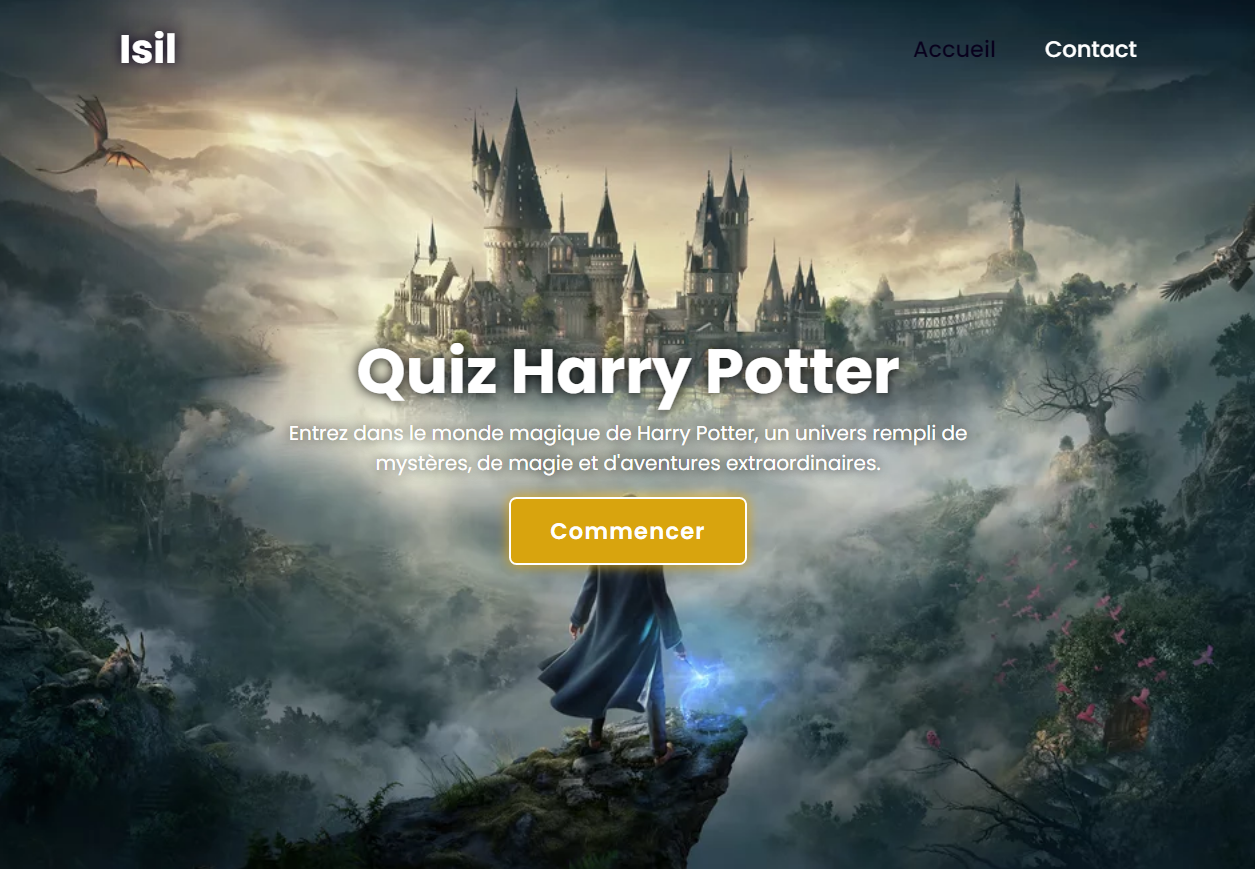 Isil
Accueil
Contact
Quiz Harry Potter
Entrez dans le monde magique de Harry Potter, un univers rempli de
mystères, de magie et d'aventures extraordinaires.
Commencer